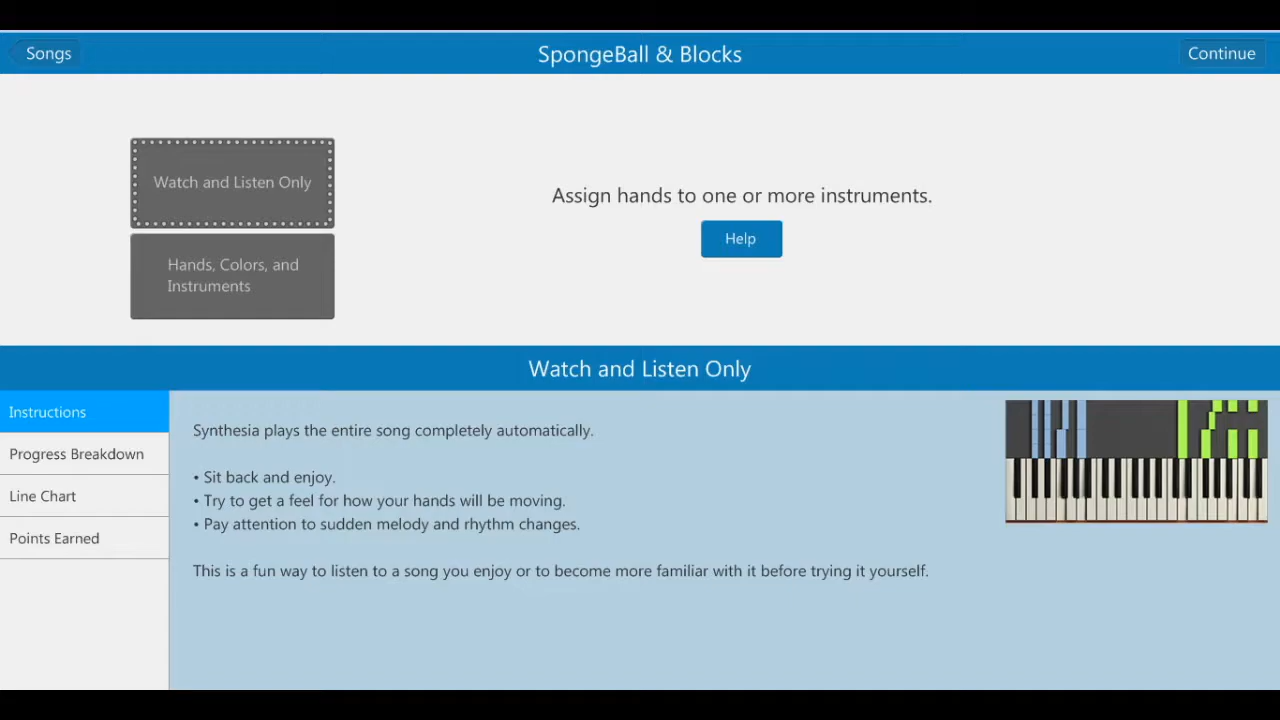 Songs
SpongeBall & Blocks
Continue
Watch and Listen Only
Hands, Colors, and
Instruments
Assign hands to one or more instruments.
Help
Watch and Listen Only
Instructions
Progress Breakdown
Line Chart
Points Earned
Synthesia plays the entire song completely automatically.
• Sit back and enjoy.
• Try to get a feel for how your hands will be moving.
• Pay attention to sudden melody and rhythm changes.
This is a fun way to listen to a song you enjoy or to become more familiar with it before trying it yourself.